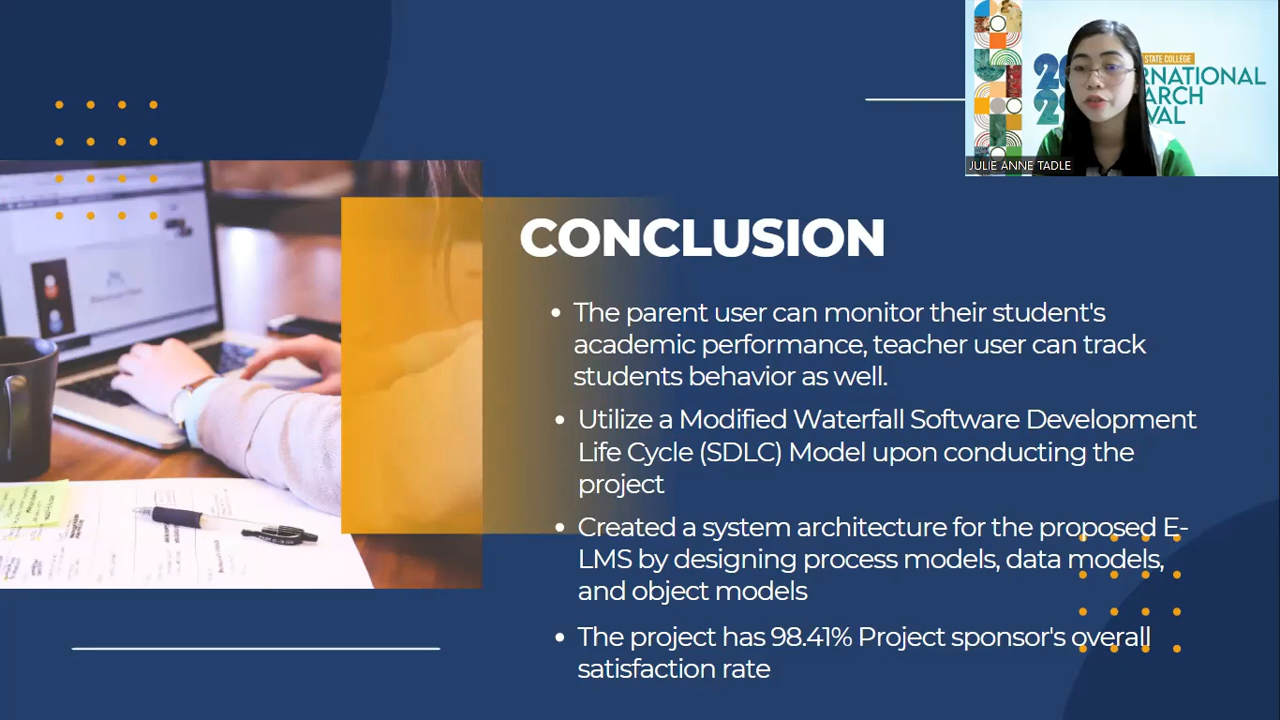 STATE COLLEGE
RNATIONAL
ARCH
VAL
JULIE ANNE TADLE
CONCLUSION
• The parent user can monitor their student's
academic performance, teacher user can track
students behavior as well.
• Utilize a Modified Waterfall Software Development
Life Cycle (SDLC) Model upon conducting the
project
• Created a system architecture for the proposed E-
LMS by designing process models, data models,
and object models
• The project has 98.41% Project sponsor's overall
satisfaction rate